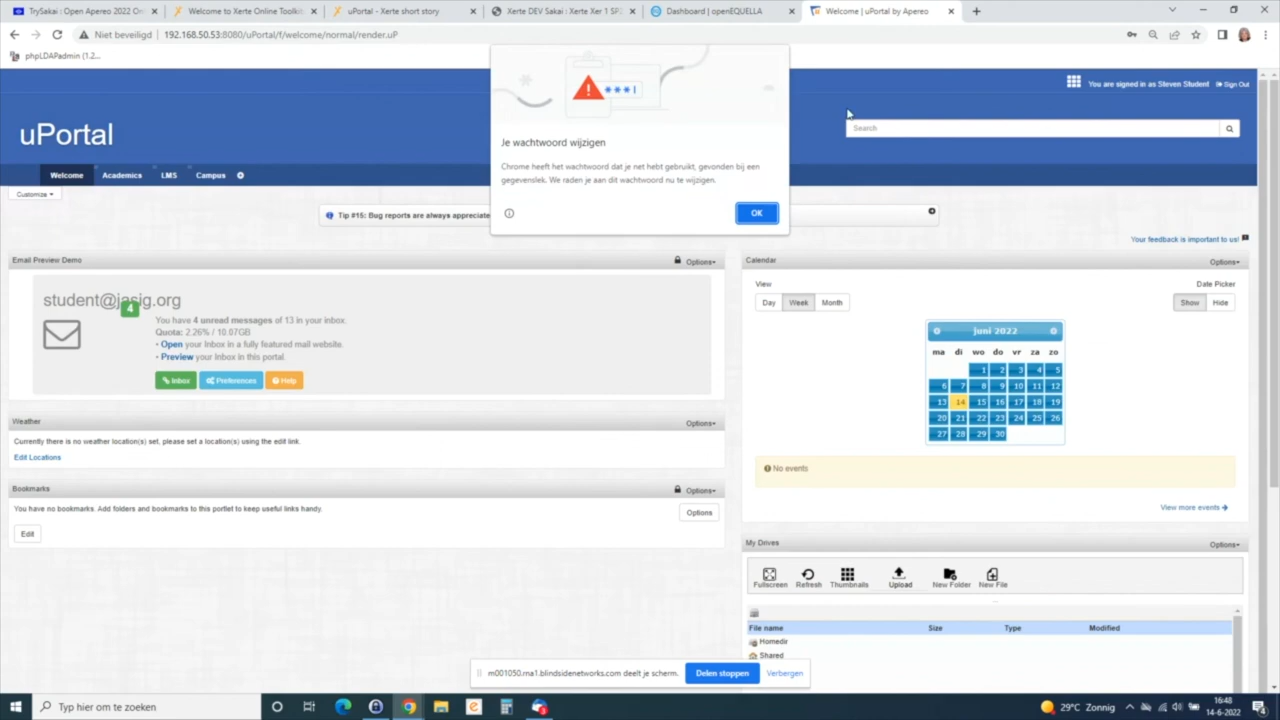 TrySakai : Open Apereo 2022 Onl
Welcome to Xerte Online Toolkits
uPortal - Xerte short story
Xerte DEV Sakai : Xerte Xer 1 SP2
Dashboard | openEQUELLA
Welcome | uPortal by Apereo
Niet beveiligd | 192.168.50.53:8080/uPortal/f/welcome/normal/render.uP
phpLDAPadmin (1.2...
You are signed in as Steven Student Sign Out
uPortal
Search
Welcome Academics LMS Campus
Customize
Je wachtwoord wijzigen
Chrome heeft het wachtwoord dat je net hebt gebruikt, gevonden bij een
gegevenslek. We raden je aan dit wachtwoord nu te wijzigen.
OK
Tip #15: Bug reports are always appreciate
Your feedback is important to us!
Email Preview Demo Options
student@jasig.org
4
You have 4 unread messages of 13 in your inbox.
Quota: 2.26% / 10.07GB
• Open your Inbox in a fully featured mail website.
• Preview your Inbox in this portal.
Inbox Preferences Help
Weather Options
Currently there is no weather location(s) set, please set a location(s) using the edit link.
Edit Locations
Bookmarks Options
You have no bookmarks. Add folders and bookmarks to this portlet to keep useful links handy.
Options
Edit
Calendar Options
View Date Picker
Day Week Month Show Hide
juni 2022
ma di wo do vr za zo
1 2 3 4 5
6 7 8 9 10 11 12
13 14 15 16 17 18 19
20 21 22 23 24 25 26
27 28 29 30
No events
View more events
My Drives Options
Fullscreen Refresh Thumbnails Upload New Folder New File
File name Size Type Modified
Homedir
Shared
m001050.rna1.blindsidenetworks.com deelt je scherm. Delen stoppen Verbergen
Typ hier om te zoeken
29°C Zonnig
16:48
14-6-2022
4